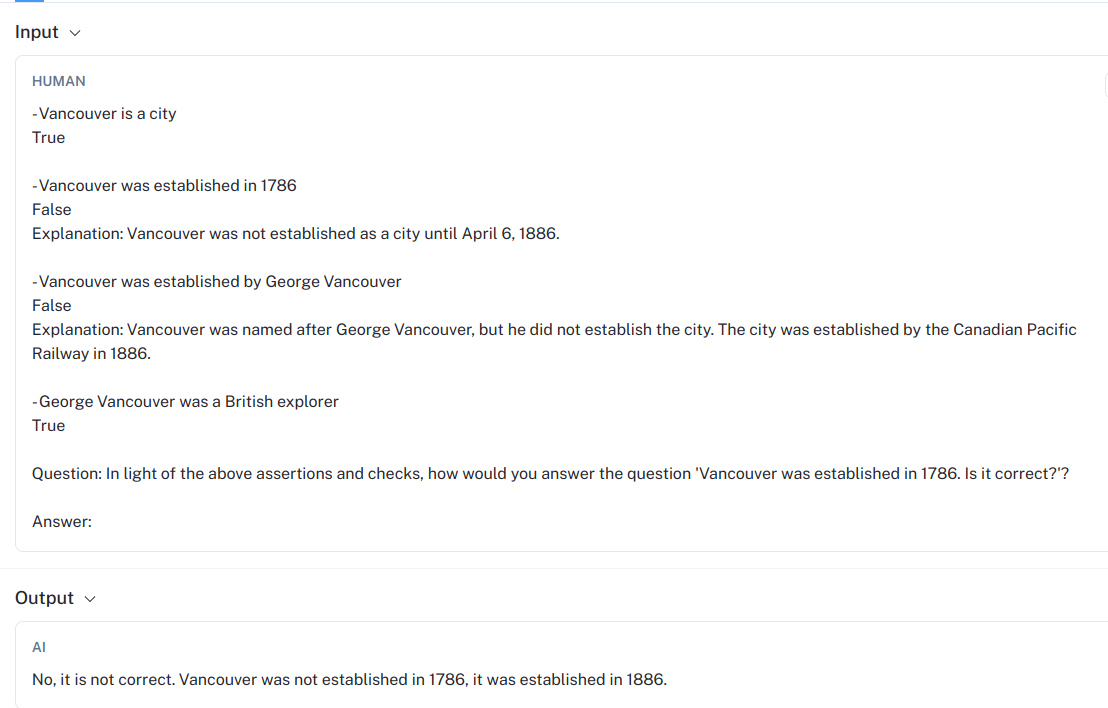 Input
HUMAN
-Vancouver is a city
True
-Vancouver was established in 1786
False
Explanation: Vancouver was not established as a city until April 6, 1886.
-Vancouver was established by George Vancouver
False
Explanation: Vancouver was named after George Vancouver, but he did not establish the city. The city was established by the Canadian Pacific
Railway in 1886.
-George Vancouver was a British explorer
True
Question: In light of the above assertions and checks, how would you answer the question 'Vancouver was established in 1786. Is it correct?'?
Answer:
Output
AI
No, it is not correct. Vancouver was not established in 1786, it was established in 1886.